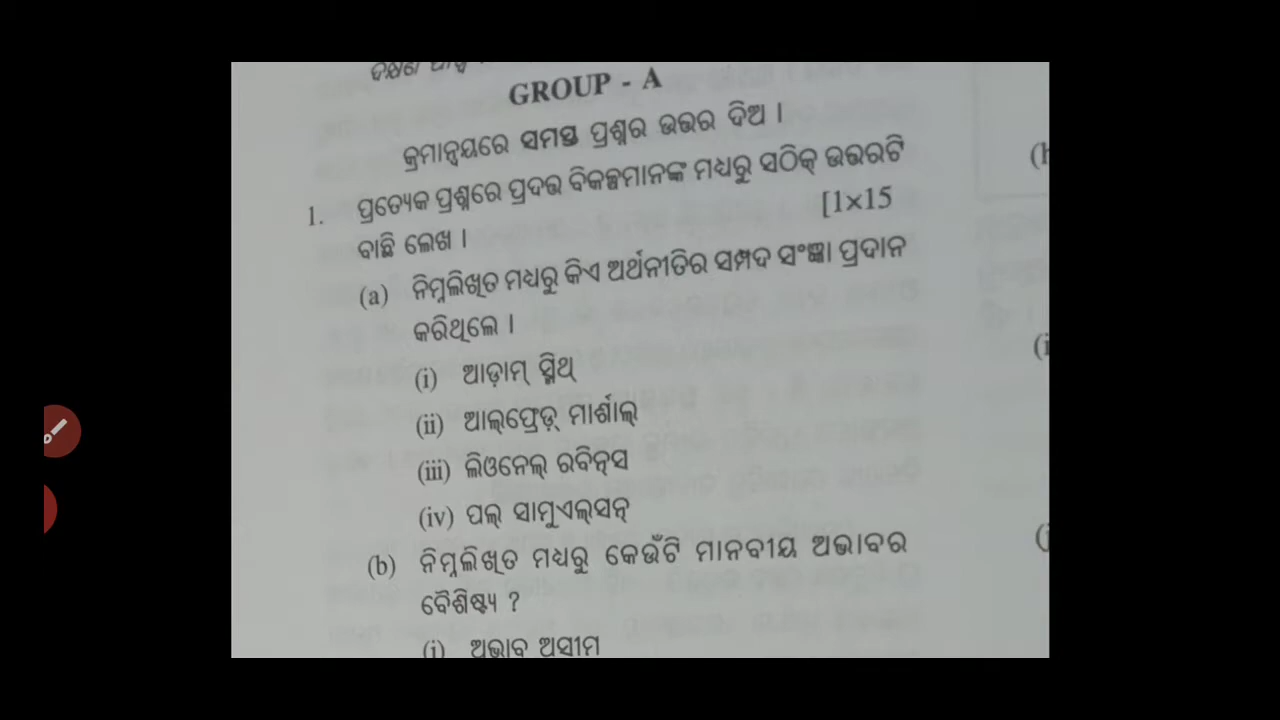 ଦକ୍ଷିଣ
GROUP - A
କ୍ରମାନ୍ୱୟରେ ସମସ୍ତ ପ୍ରଶ୍ନର ଉତ୍ତର ଦିଅ ।
1. ପ୍ରତ୍ୟେକ ପ୍ରଶ୍ନରେ ପ୍ରଦତ୍ତ ବିକଳ୍ପମାନଙ୍କ ମଧ୍ୟରୁ ସଠିକ୍ ଉତ୍ତରଟି
ବାଛି ଲେଖ । [1×15
(a) ନିମ୍ନଲିଖିତ ମଧ୍ୟରୁ କିଏ ଅର୍ଥନୀତିର ସମ୍ପଦ ସଂଜ୍ଞା ପ୍ରଦାନ
କରିଥିଲେ ।
(i) ଆଡ଼ାମ୍ ସ୍ମିଥ୍
(ii) ଆଲ୍‌ଫ୍ରେଡ଼୍ ମାର୍ଶାଲ୍
(iii) ଲିଓନେଲ୍ ରବିନ୍‌ସ
(iv) ପଲ୍ ସାମୁଏଲ୍‌ସନ୍
(b) ନିମ୍ନଲିଖିତ ମଧ୍ୟରୁ କେଉଁଟି ମାନବୀୟ ଅଭାବର
ବୈଶିଷ୍ଟ୍ୟ ?
(i) ଅଭାବ ଅସୀମ